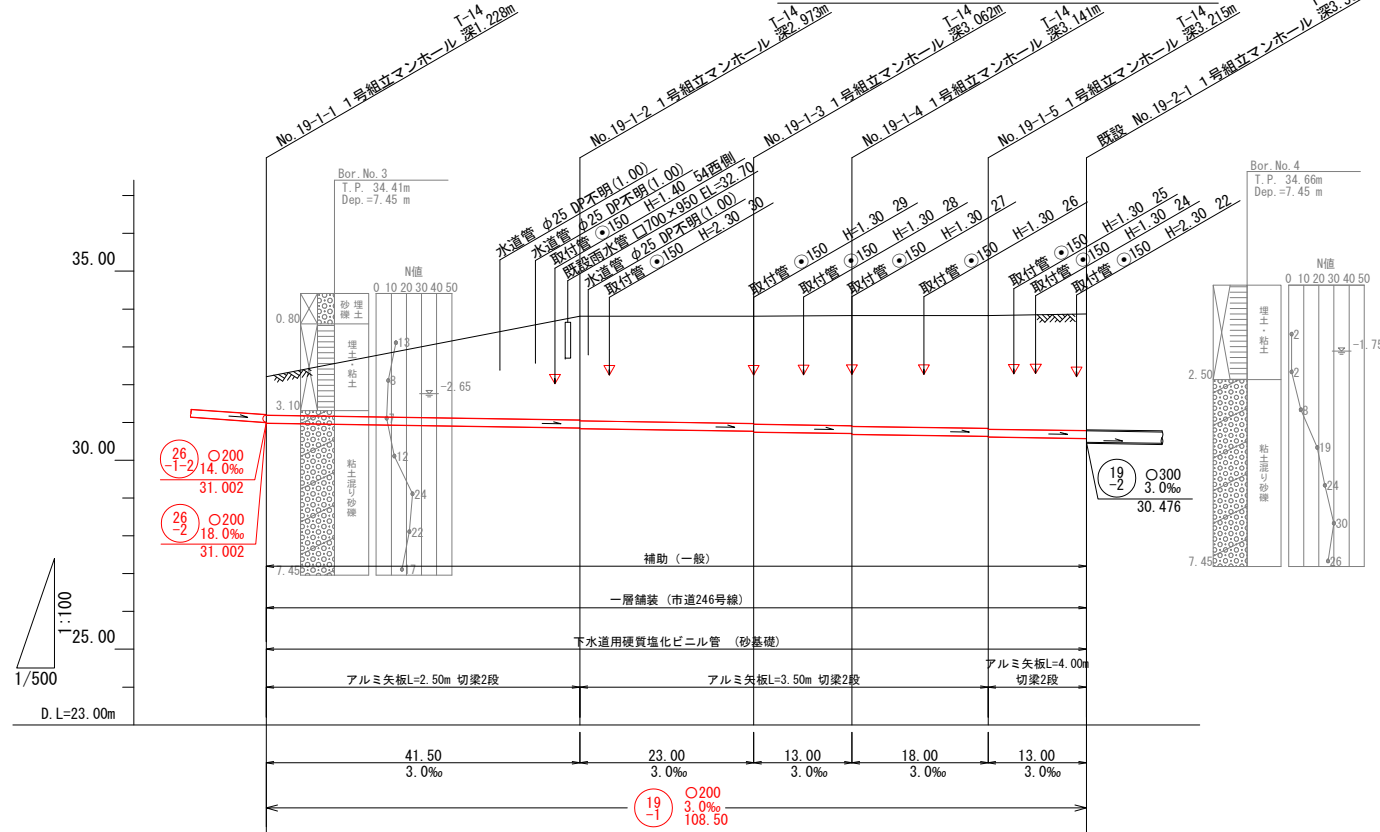 T-14
No.19-1-1 1号組立マンホール 深1.228m
T-14
No.19-1-2 1号組立マンホール 深2.973m
T-14
No.19-1-3 1号組立マンホール 深3.062m
T-14
No.19-1-4 1号組立マンホール 深3.141m
T-14
No.19-1-5 1号組立マンホール 深3.215m
既設 No.19-2-1 1号組立マンホール
Bor.No.3
T.P. 34.41m
Dep.=7.45 m
水道管 φ25 DP不明(1.00)
水道管 φ25 DP不明(1.00)
取付管 ⦿150 H=1.40 54西側
既設雨水管 □700×950 EL=32.70
水道管 φ25 DP不明(1.00)
取付管 ⦿150 H=2.30 30
取付管 ⦿150 H=1.30 29
取付管 ⦿150 H=1.30 28
取付管 ⦿150 H=1.30 27
取付管 ⦿150 H=1.30 26
取付管 ⦿150 H=1.30 25
取付管 ⦿150 H=1.30 24
取付管 ⦿150 H=2.30 22
Bor.No.4
T.P. 34.66m
Dep.=7.45 m
35.00
30.00
25.00
D.L=23.00m
1:100
1/500
N値
0 10 20 30 40 50
0.80
3.10
7.45
砂礫 埋土
埋土・粘土
粘土混り砂礫
13
8
7
12
24
22
17
-2.65
N値
0 10 20 30 40 50
2.50
7.45
埋土・粘土
粘土混り砂礫
2
2
8
19
24
30
26
-1.75
26 -1-2 ○200
14.0‰
31.002
26 -2 ○200
18.0‰
31.002
19 -2 ○300
3.0‰
30.476
補助（一般）
一層舗装（市道246号線）
下水道用硬質塩化ビニル管 （砂基礎）
アルミ矢板L=2.50m 切梁2段
アルミ矢板L=3.50m 切梁2段
アルミ矢板L=4.00m
切梁2段
41.50 23.00 13.00 18.00 13.00
3.0‰ 3.0‰ 3.0‰ 3.0‰ 3.0‰
19 -1 ○200
3.0‰
108.50